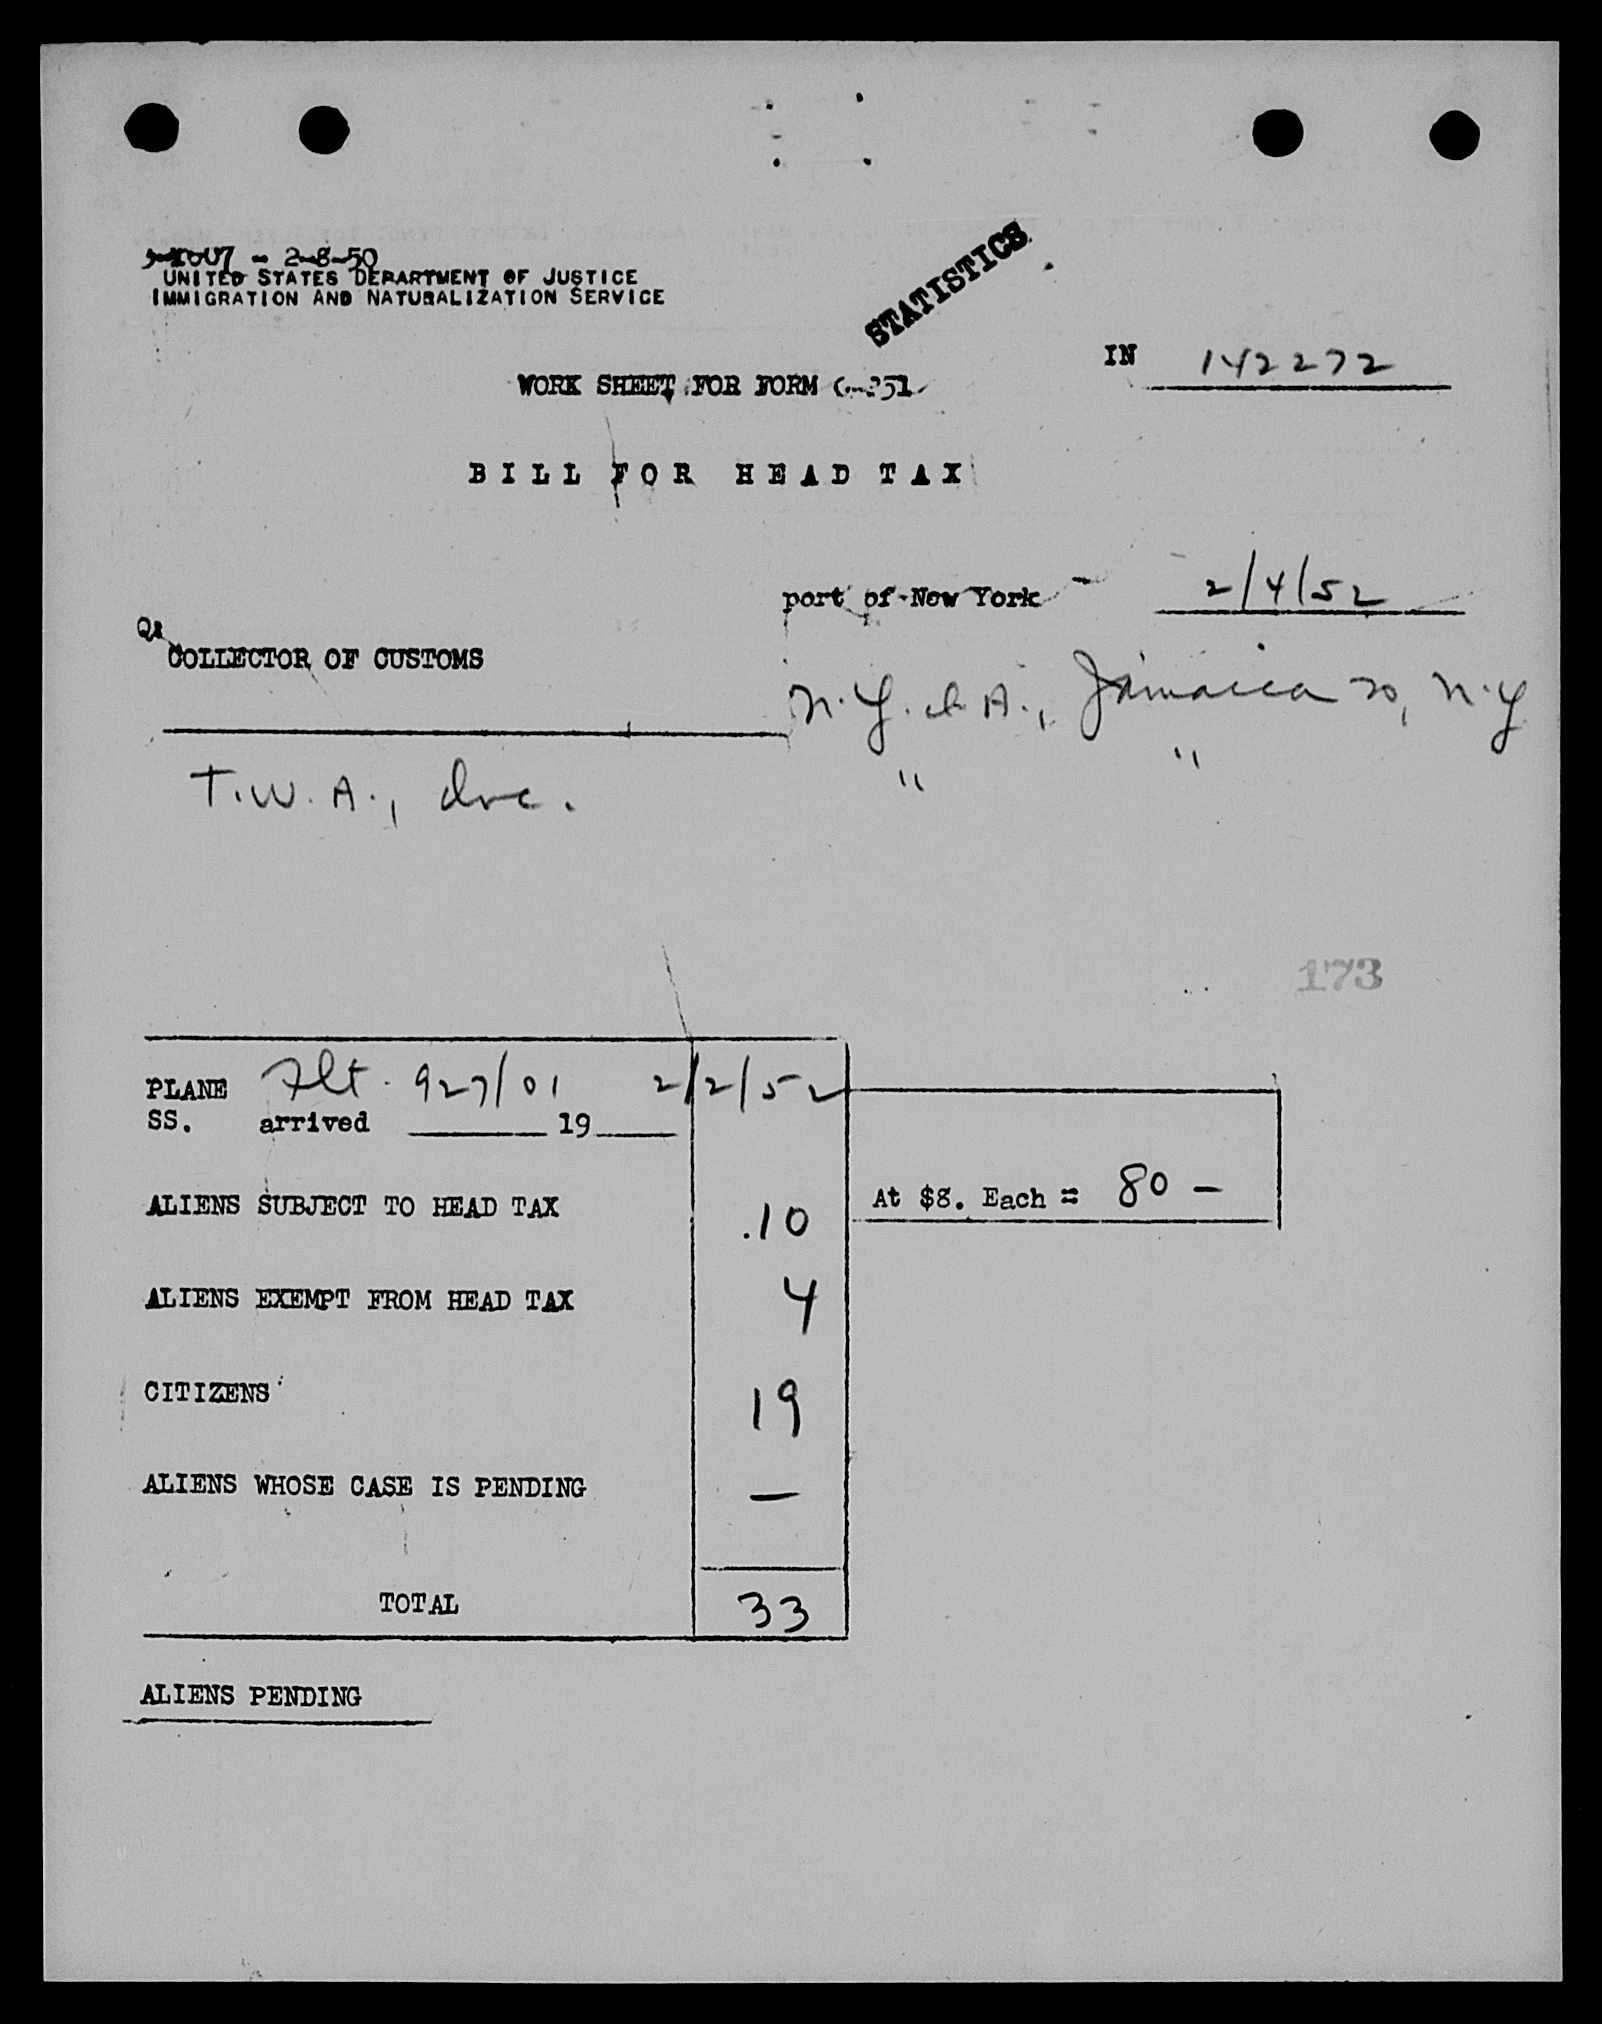 - 2-8-50
UNITED STATES DEPARTMENT OF JUSTICE
IMMIGRATION AND NATURALIZATION SERVICE
STATISTICS
IN 142272
WORK SHEET FOR FORM
BILL FOR HEAD TAX
port of New York 2/4/52
COLLECTOR OF CUSTOMS
N.Y.I.A., Jamaica 20, N.Y
T.W.A., Inc. " "
173
PLANE Flt. 927/01 2/2/52
SS. arrived 19
ALIENS SUBJECT TO HEAD TAX 10 At $8. Each = 80 -
ALIENS EXEMPT FROM HEAD TAX 4
CITIZENS 19
ALIENS WHOSE CASE IS PENDING —
TOTAL 33
ALIENS PENDING